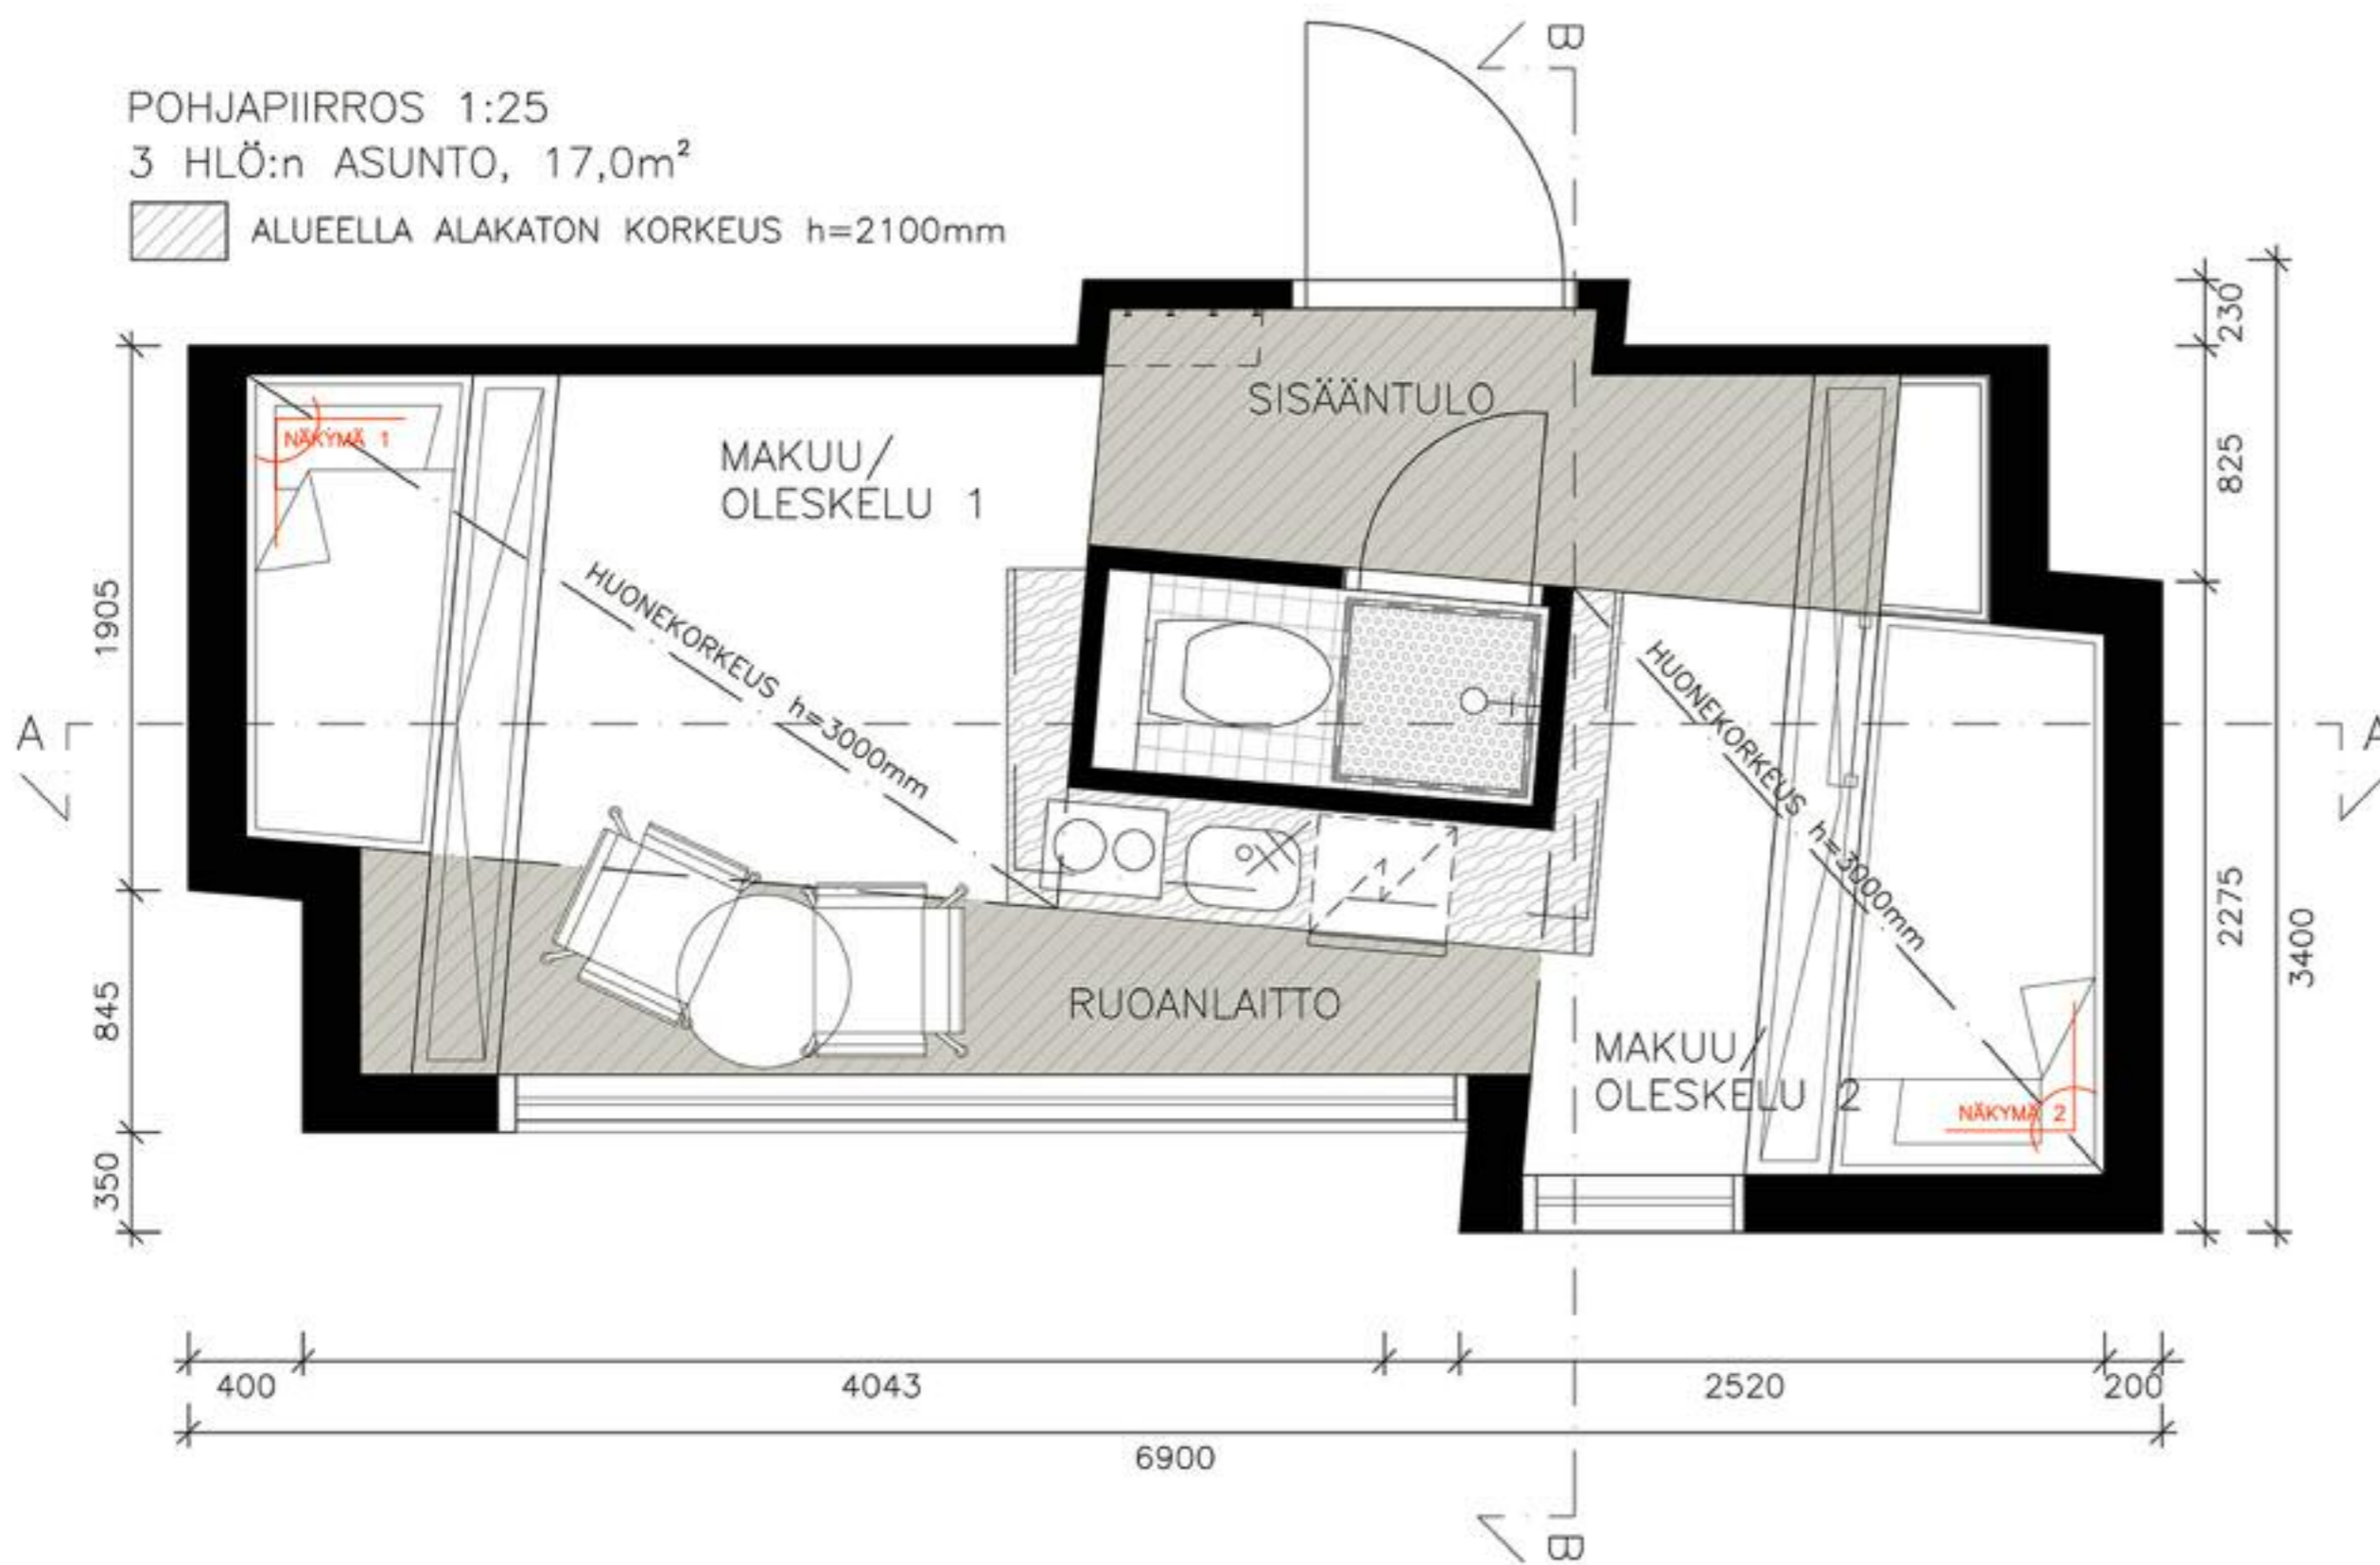 POHJAPIIRROS 1:25
3 HLÖ:n ASUNTO, 17,0m²
ALUEELLA ALAKATON KORKEUS h=2100mm
B
230
SISÄÄNTULO
NÄKYMÄ 1
MAKUU/
OLESKELU 1
825
HUONEKORKEUS h=3000mm
1905
HUONEKORKEUS h=3000mm
A
A
2275
3400
845
RUOANLAITTO
MAKUU/
OLESKELU 2
NÄKYMÄ 2
350
400
4043
2520
200
6900
B